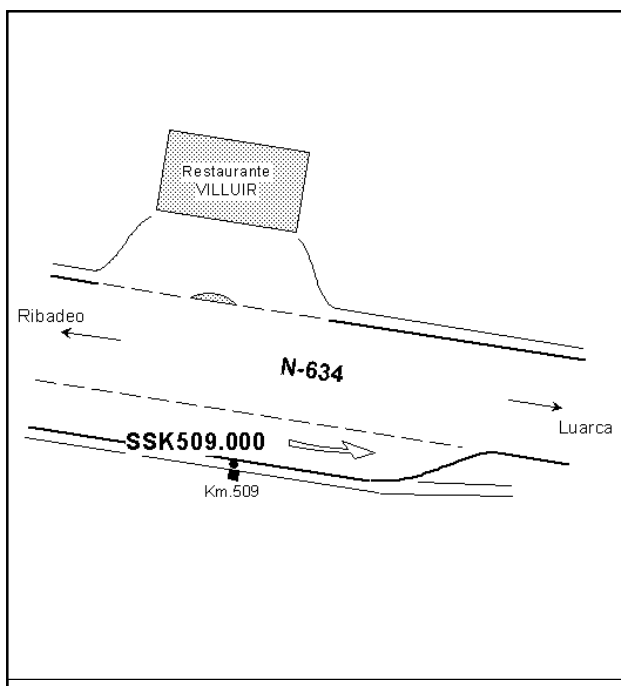 Restaurante
VILLUIR
Ribadeo
N-634
Luarca
SSK509.000
Km.509